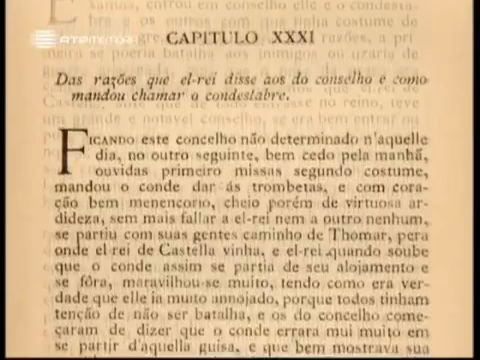 RTP MEMÓRIA
CAPITULO XXXI
Das razões que el-rei disse aos do conselho e como
mandou chamar o condestabre.
FICANDO este concelho não determinado n'aquelle
dia, no outro seguinte, bem cedo pela manhã,
ouvidas primeiro missas segundo costume,
mandou o conde dar ás trombetas, e com cora-
ção bem menencorio, cheio porém de virtuosa ar-
dideza, sem mais fallar a el-rei nem a outro nenhum,
se partiu com suas gentes caminho de Thomar, pera
onde el rei de Castella vinha, e el-rei quando soube
que o conde assim se partia de seu alojamento e
se fôra, maravilhou-se muito, tendo como era ver-
dade que elle ia muito annojado, porque todos tinham
tenção de não ser batalha, e os do conselho come-
çaram de dizer que o conde errara mui muito em
se partir d'aquella guisa, e que bem mostrava sua